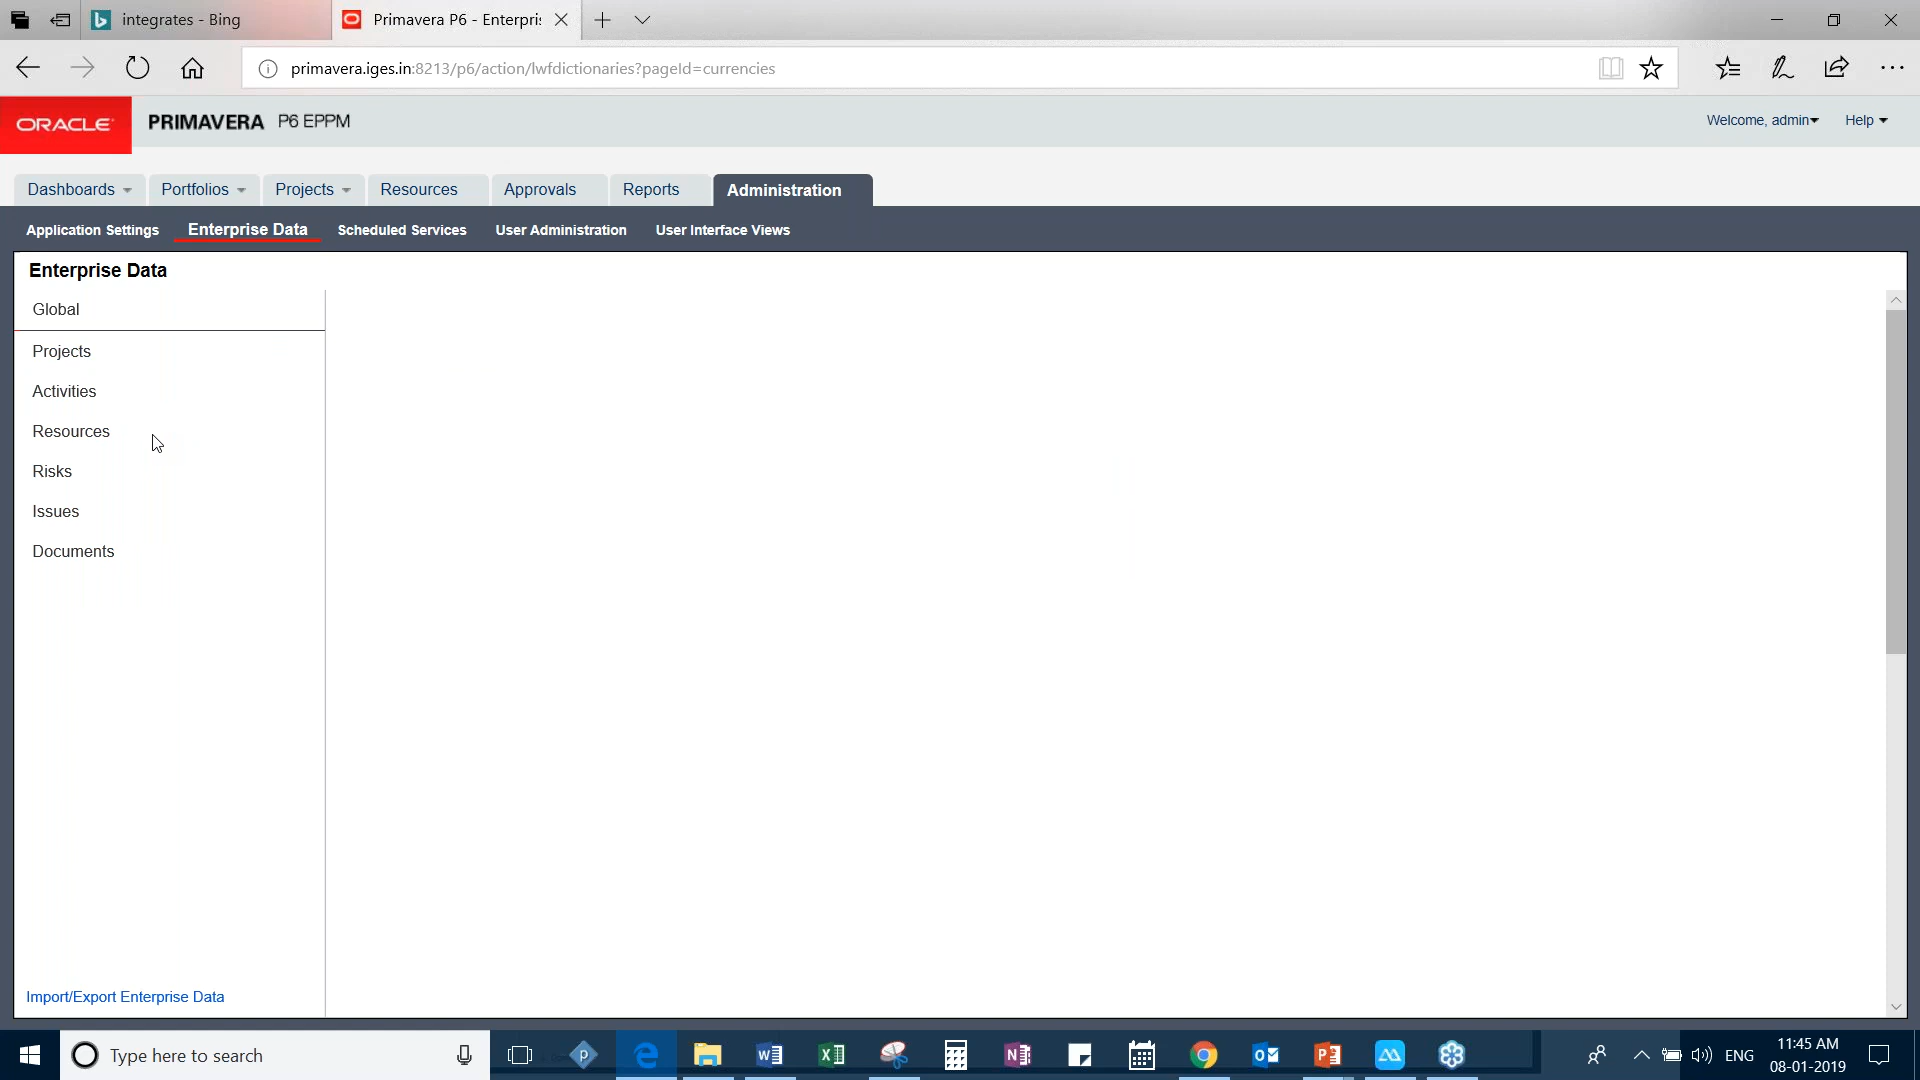 integrates - Bing
Primavera P6 - Enterpri
primavera.iges.in:8213/p6/action/lwfdictionaries?pageId=currencies
ORACLE PRIMAVERA P6 EPPM
Welcome, admin Help
Dashboards Portfolios Projects Resources Approvals Reports Administration
Application Settings Enterprise Data Scheduled Services User Administration User Interface Views
Enterprise Data
Global
Projects
Activities
Resources
Risks
Issues
Documents
Import/Export Enterprise Data
Type here to search
ENG
11:45 AM
08-01-2019